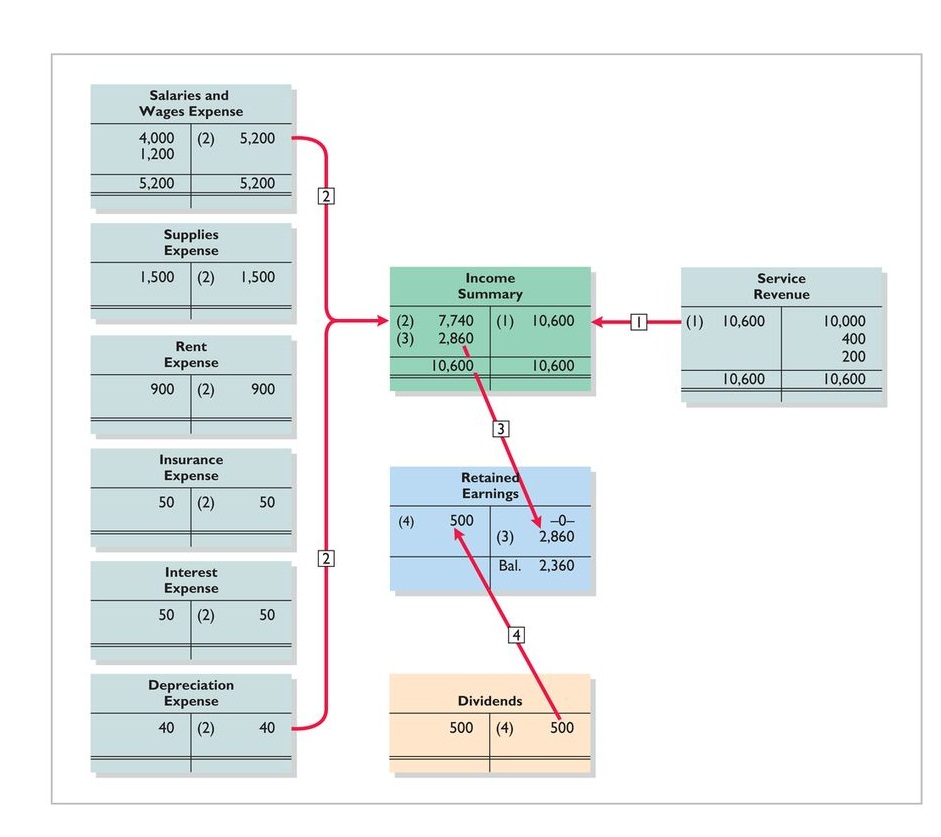 Salaries and
Wages Expense
4,000 (2) 5,200
1,200
5,200 5,200
2
Supplies
Expense
1,500 (2) 1,500
Rent
Expense
900 (2) 900
Insurance
Expense
50 (2) 50
2
Interest
Expense
50 (2) 50
Depreciation
Expense
40 (2) 40
Income
Summary
(2) 7,740 (1) 10,600
(3) 2,860
10,600 10,600
1
Service
Revenue
(1) 10,600 10,000
400
200
10,600 10,600
3
Retained
Earnings
(4) 500 –0–
(3) 2,860
Bal. 2,360
4
Dividends
500 (4) 500